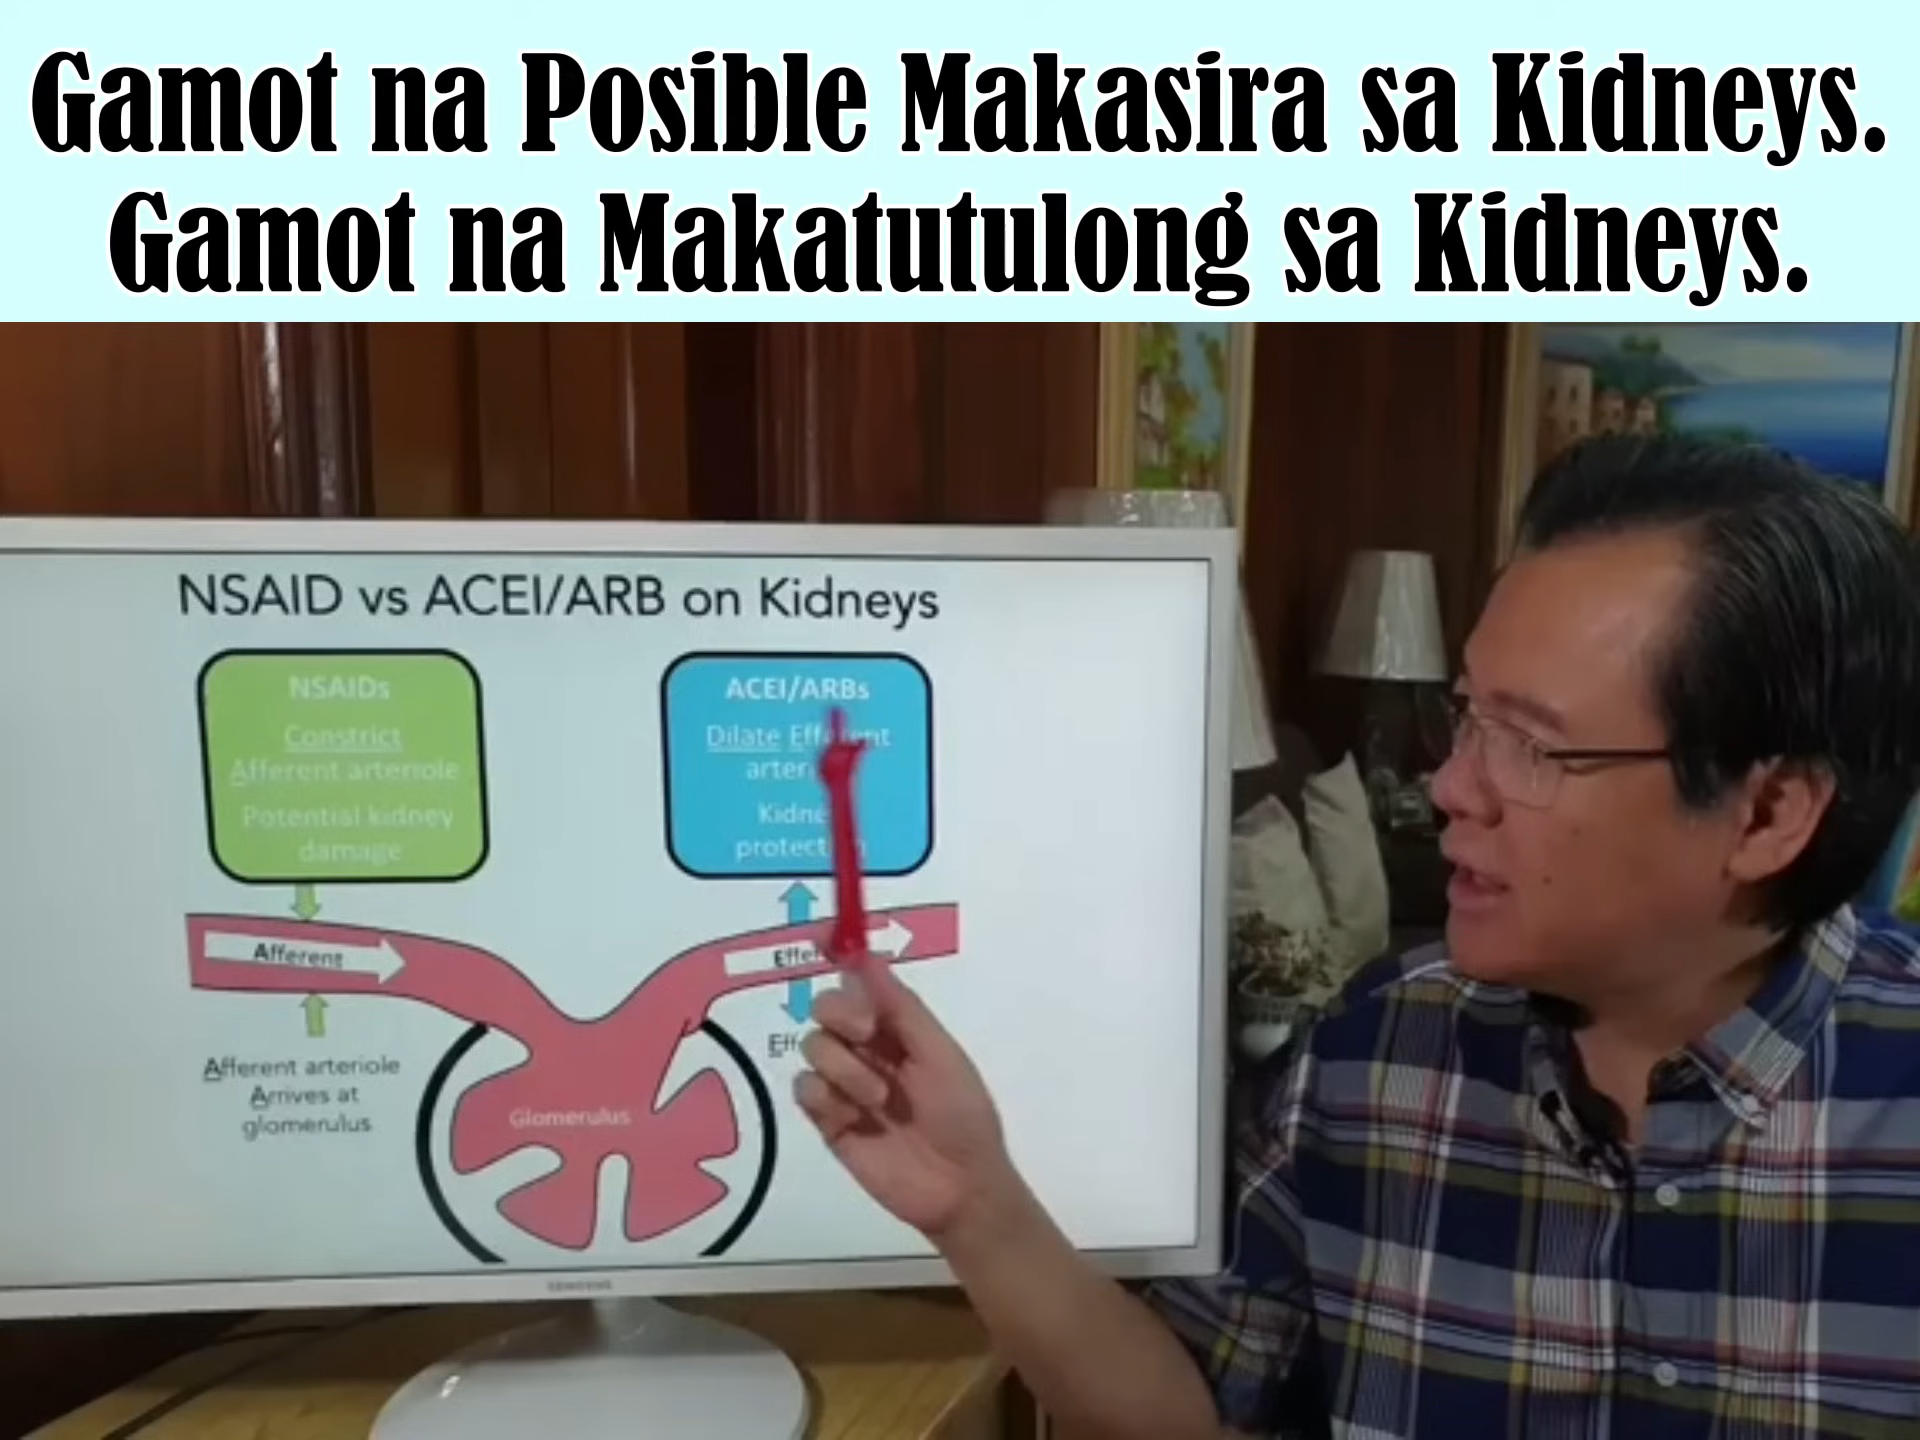 Gamot na Posible Makasira sa Kidneys.
Gamot na Makatutulong sa Kidneys.
NSAID vs ACEI/ARB on Kidneys
NSAIDs
Constrict
Afferent arteriole
Potential kidney
damage
ACEI/ARBs
Dilate
Afferent
Afferent arteriole
Arrives at
glomerulus
Glomerulus